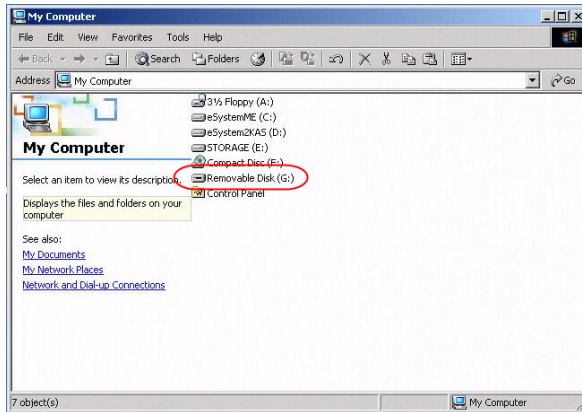 My Computer
File Edit View Favorites Tools Help
Back Search Folders
Address My Computer Go
3½ Floppy (A:)
eSystemME (C:)
eSystem2KAS (D:)
STORAGE (E:)
Compact Disc (F:)
Removable Disk (G:)
Control Panel
My Computer
Select an item to view its description.
Displays the files and folders on your
computer
See also:
My Documents
My Network Places
Network and Dial-up Connections
7 object(s) My Computer